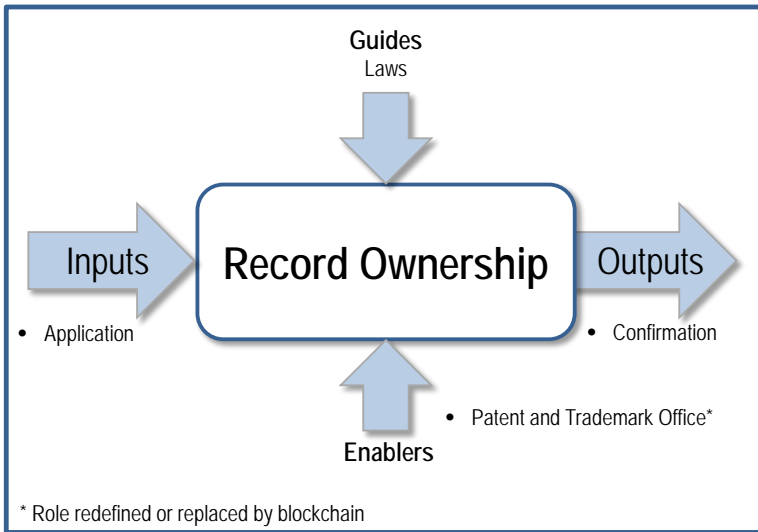 Guides
Laws
Inputs
Record Ownership
Outputs
• Application
• Confirmation
• Patent and Trademark Office*
Enablers
* Role redefined or replaced by blockchain